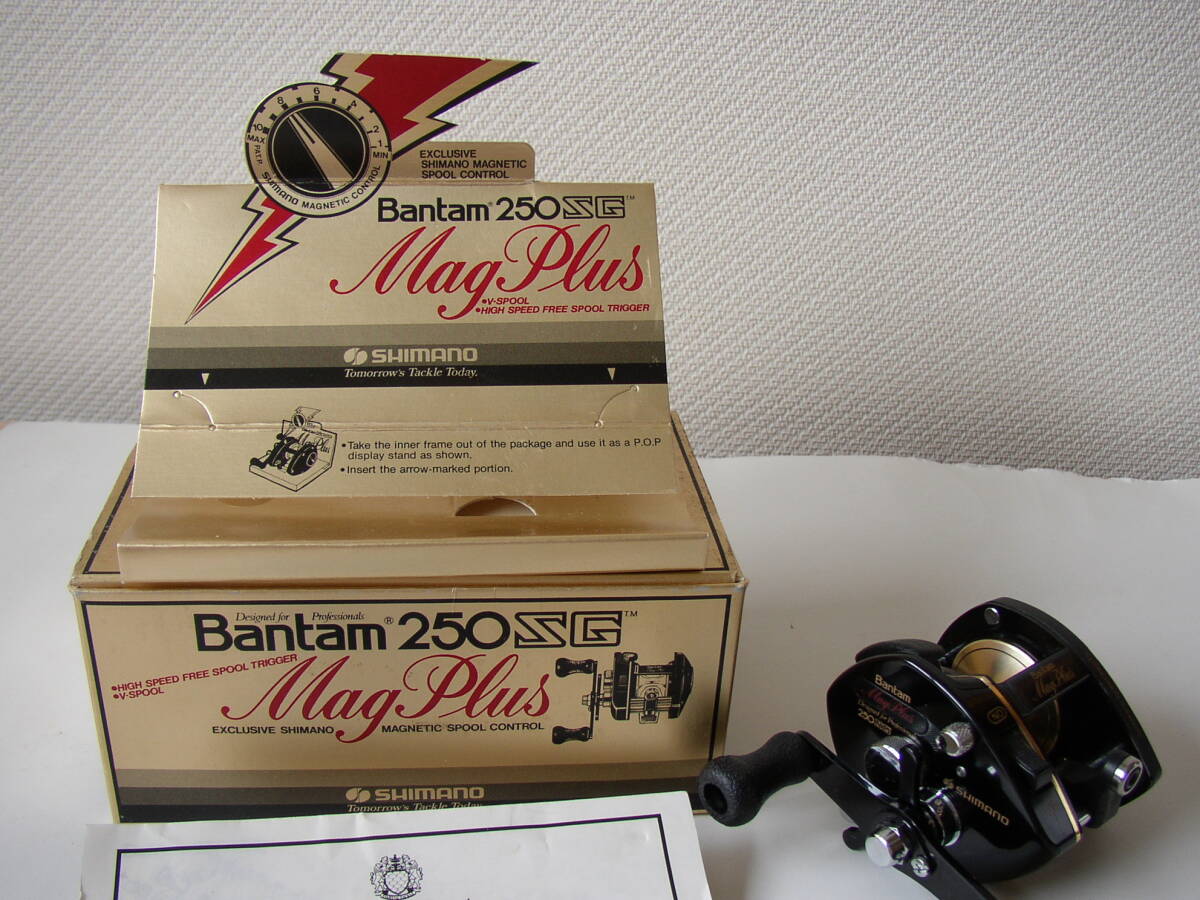 10 8 6 4 2 1
MAX MIN
PAT.P.
SHIMANO MAGNETIC CONTROL
EXCLUSIVE
SHIMANO MAGNETIC
SPOOL CONTROL
Bantam® 250SG™
Mag Plus
•V-SPOOL
•HIGH SPEED FREE SPOOL TRIGGER
SHIMANO
Tomorrow's Tackle Today.
•Take the inner frame out of the package and use it as a P.O.P
display stand as shown.
•Insert the arrow-marked portion.
Designed for Professionals
Bantam® 250SG™
•HIGH SPEED FREE SPOOL TRIGGER
•V-SPOOL
Mag Plus
EXCLUSIVE SHIMANO MAGNETIC SPOOL CONTROL
SHIMANO
Tomorrow's Tackle Today.
Bantam
Mag Plus
Designed for
250SG
SHIMANO
Mag Plus